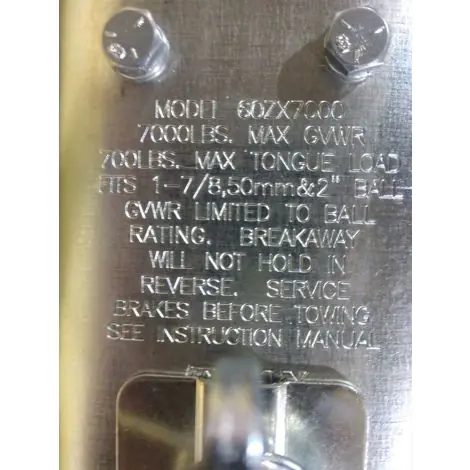 MODEL 60ZX7000
7000LBS. MAX GVWR
700LBS. MAX TONGUE LOAD
FITS 1-7/8,50mm&2" BALL
GVWR LIMITED TO BALL
RATING. BREAKAWAY
WILL NOT HOLD IN
REVERSE. SERVICE
BRAKES BEFORE TOWING
SEE INSTRUCTION MANUAL